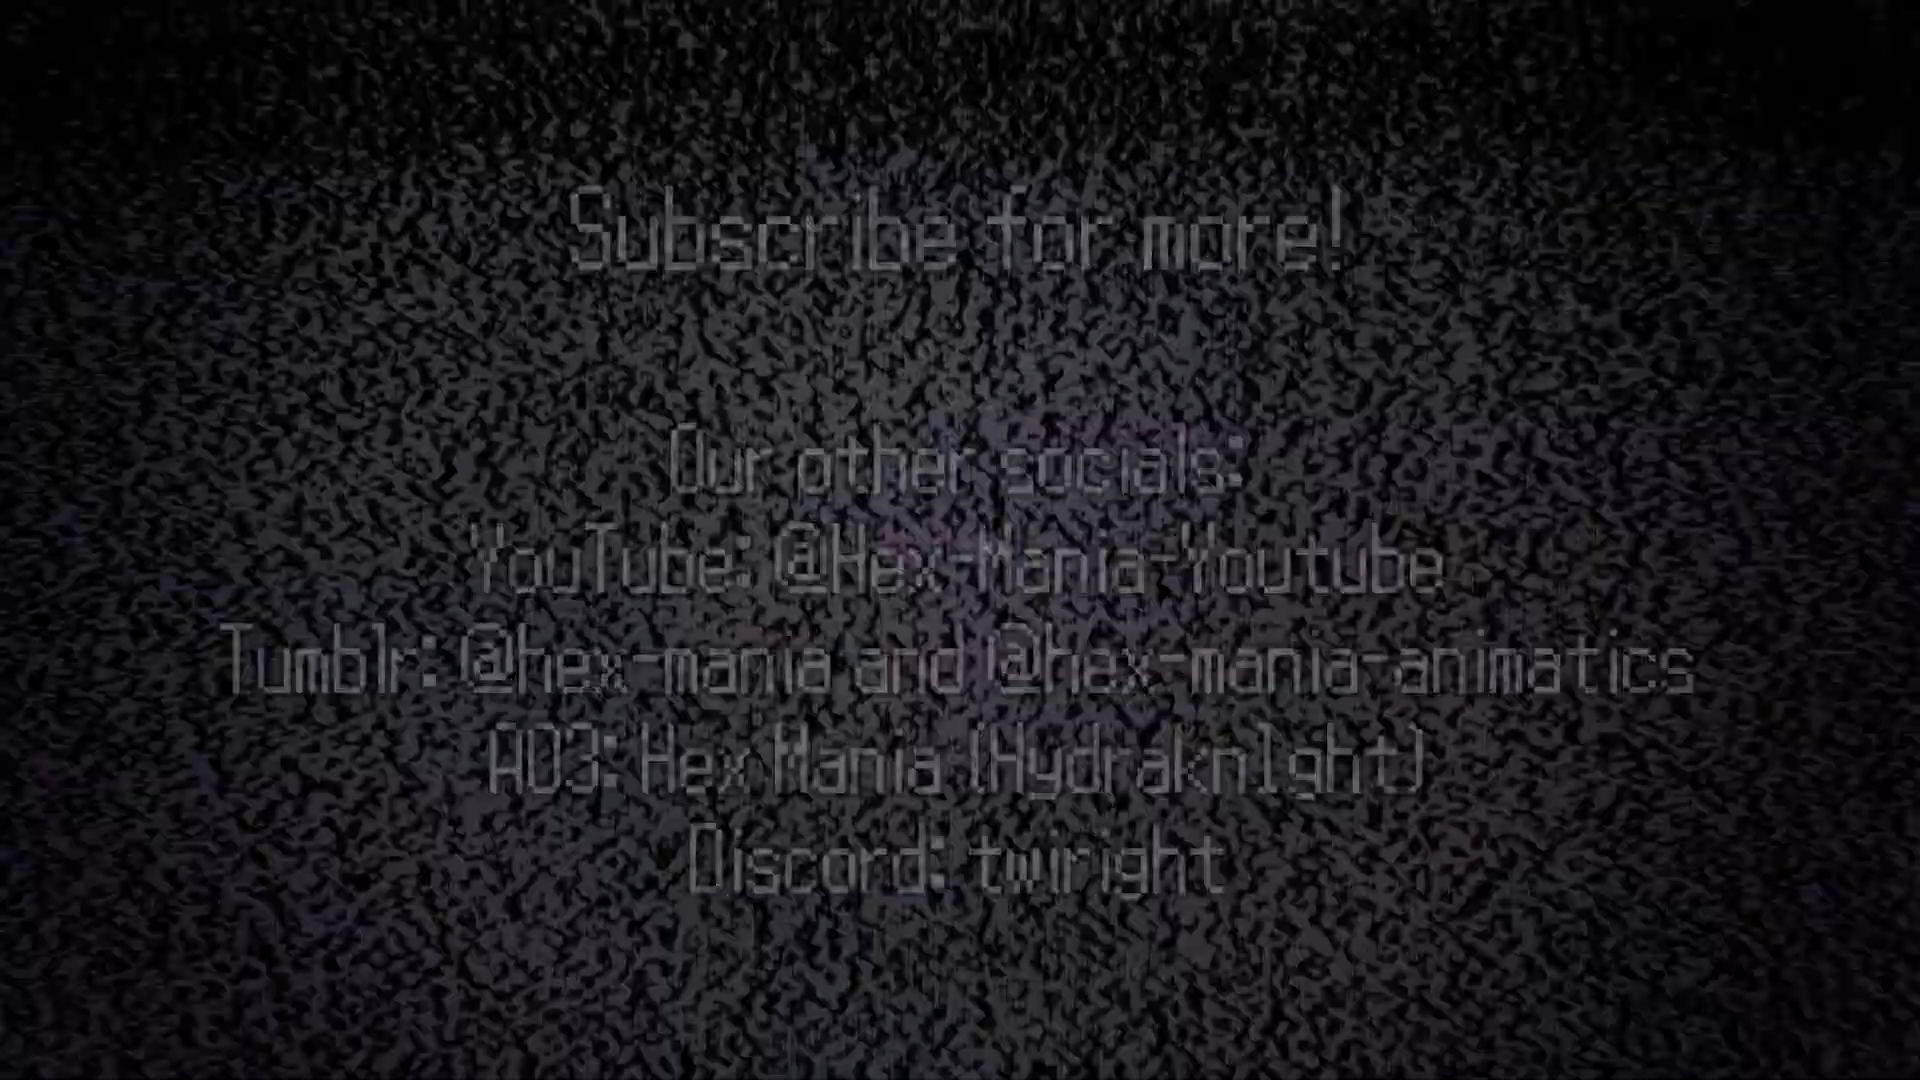 Subscribe for more!
Our other socials:
YouTube: @Hex-Mania-Youtube
Tumblr: @hex-mania and @hex-mania-animatics
AO3: Hex Mania (Hydrakn1ght)
Discord: twiright